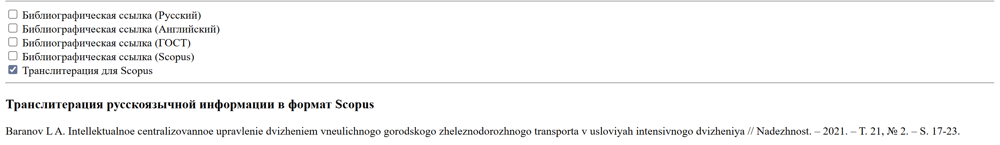 Библиографическая ссылка (Русский)
Библиографическая ссылка (Английский)
Библиографическая ссылка (ГОСТ)
Библиографическая ссылка (Scopus)
Транслитерация для Scopus
Транслитерация русскоязычной информации в формат Scopus
Baranov L A. Intellektualnoe centralizovannoe upravlenie dvizheniem vneulichnogo gorodskogo zheleznodorozhnogo transporta v usloviyah intensivnogo dvizheniya // Nadezhnost. – 2021. – T. 21, № 2. – S. 17-23.